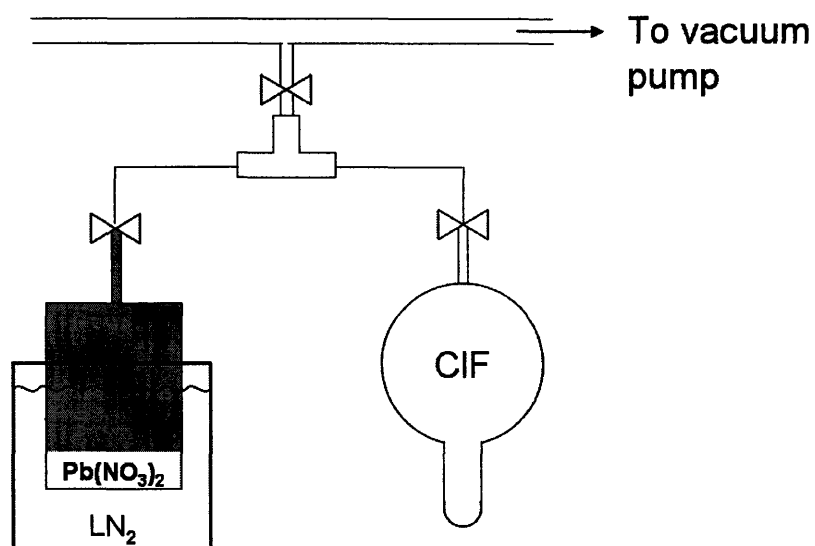 To vacuum
pump
ClF
Pb(NO₃)₂
LN₂